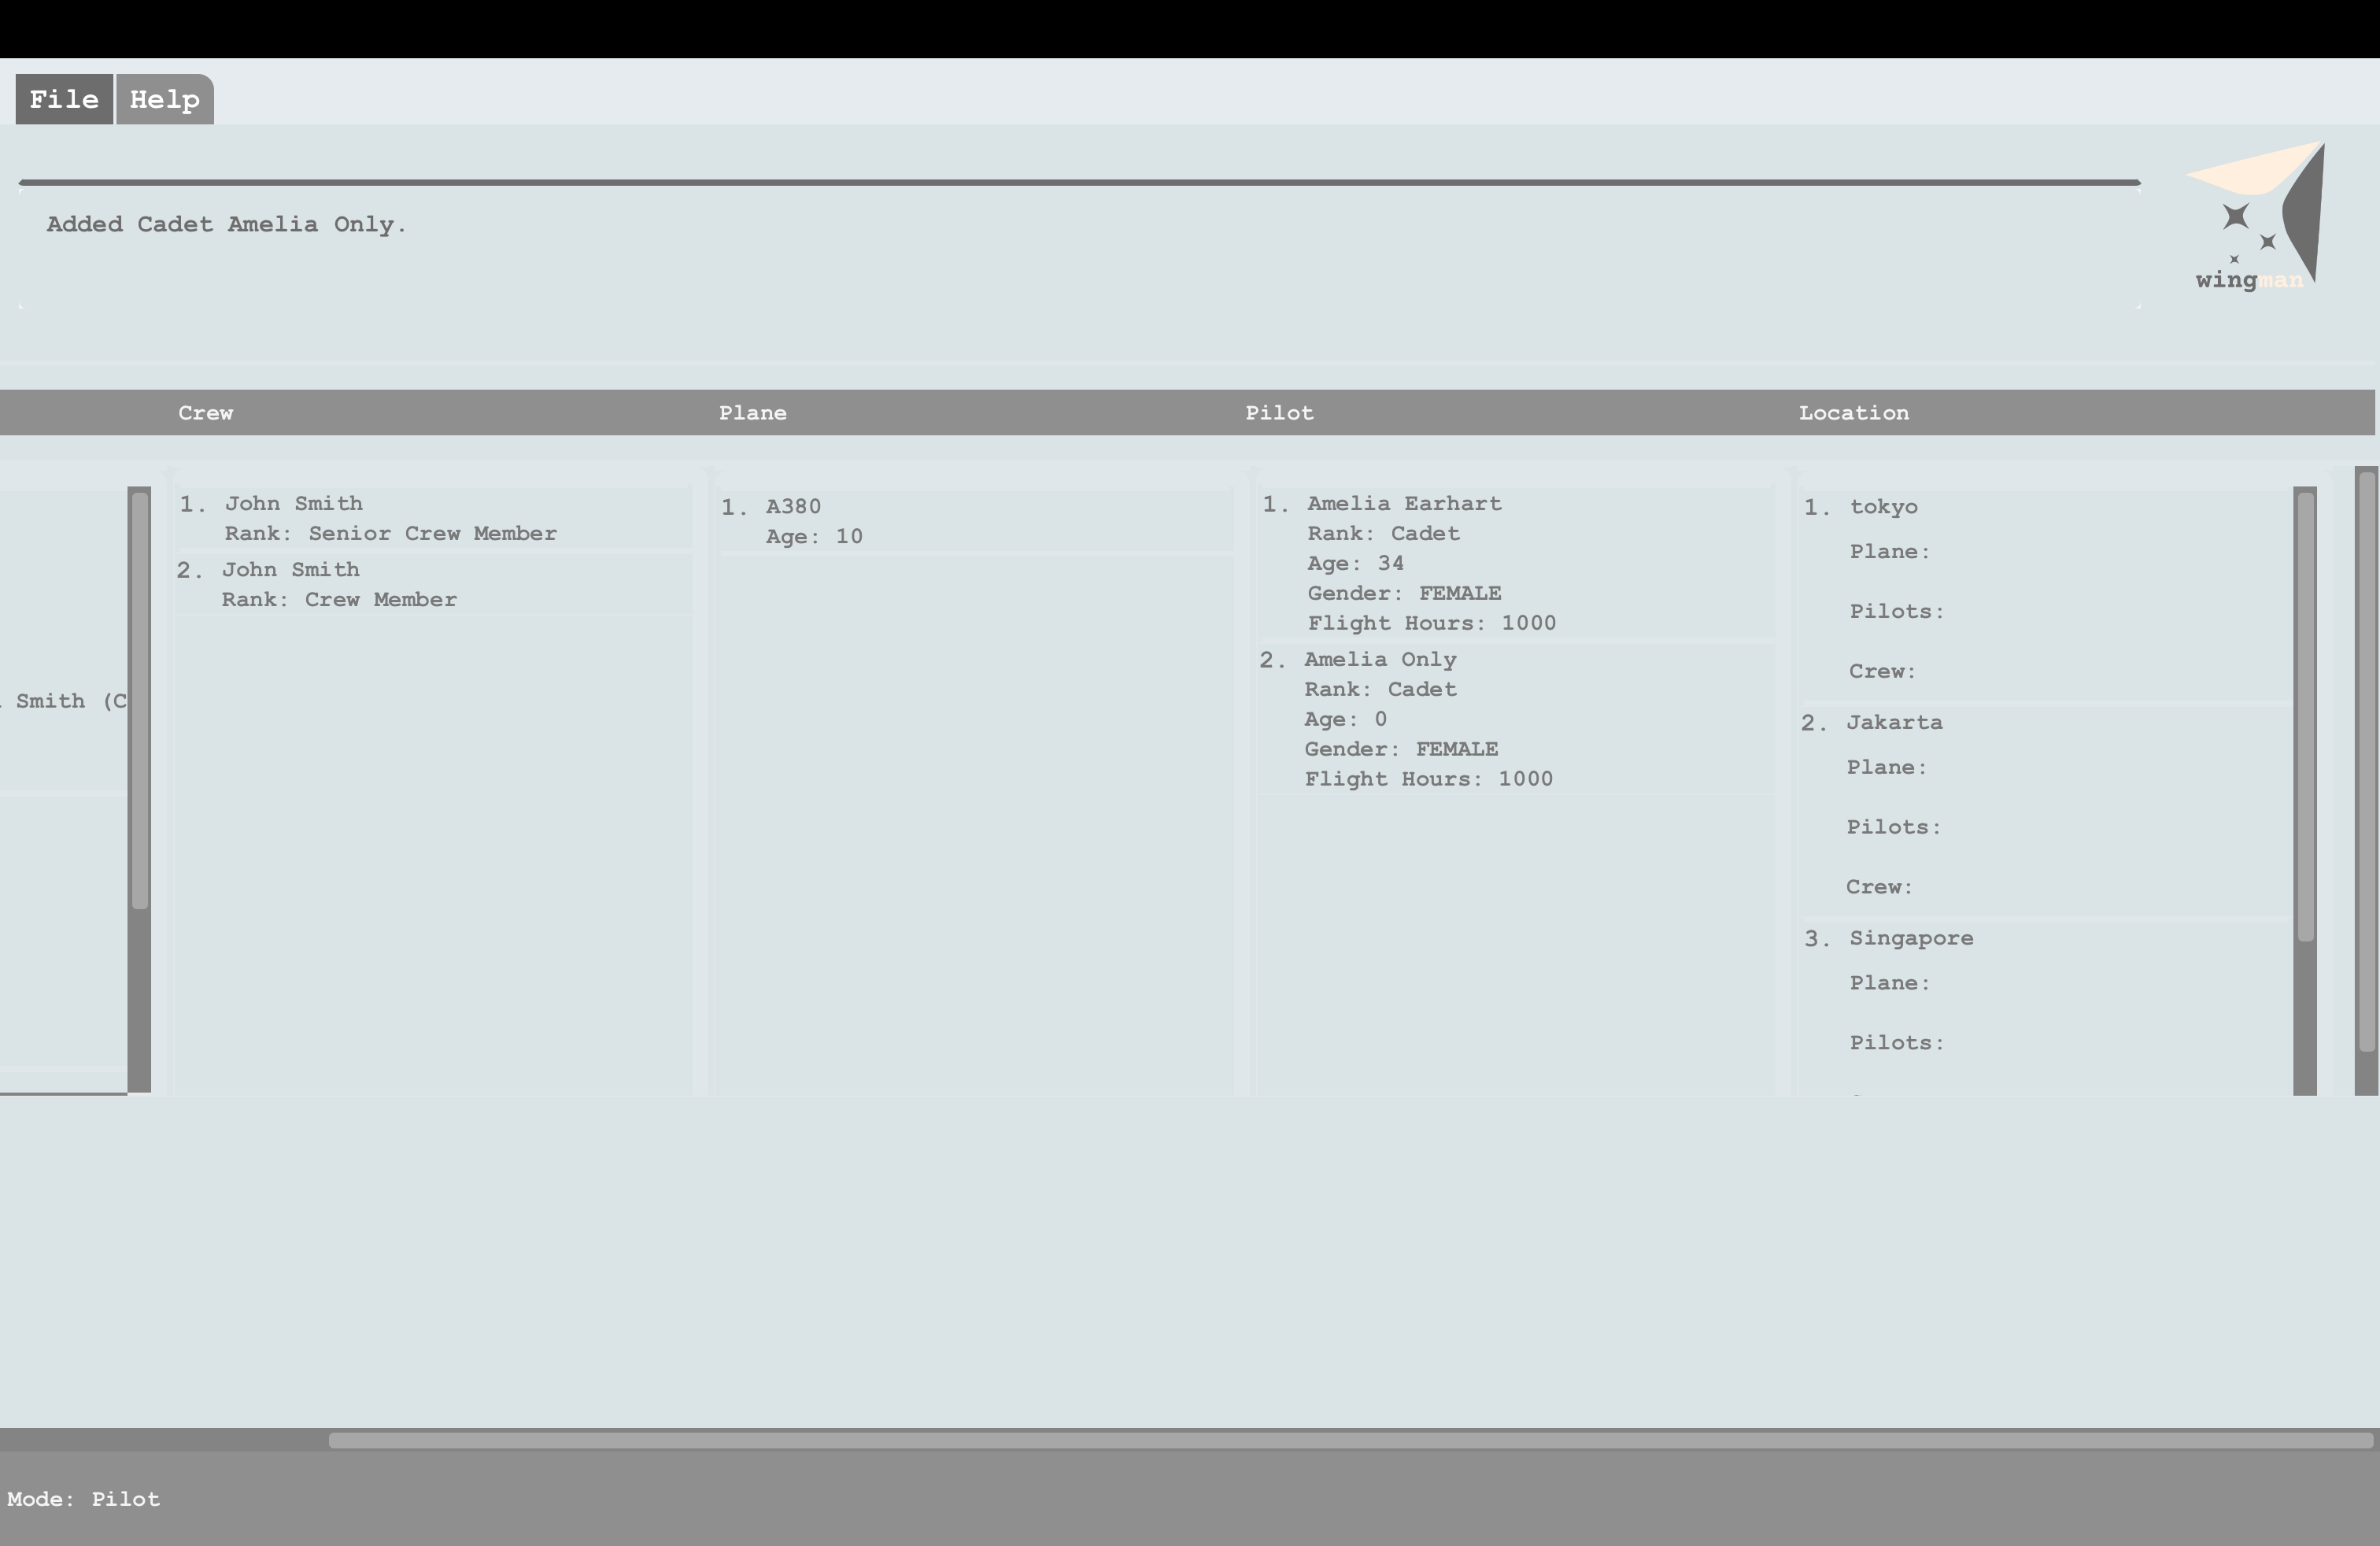 File Help
Added Cadet Amelia Only.
wingman
Crew Plane Pilot Location
Smith (C
1. John Smith
Rank: Senior Crew Member
2. John Smith
Rank: Crew Member
1. A380
Age: 10
1. Amelia Earhart
Rank: Cadet
Age: 34
Gender: FEMALE
Flight Hours: 1000
2. Amelia Only
Rank: Cadet
Age: 0
Gender: FEMALE
Flight Hours: 1000
1. tokyo
Plane:
Pilots:
Crew:
2. Jakarta
Plane:
Pilots:
Crew:
3. Singapore
Plane:
Pilots:
Mode: Pilot